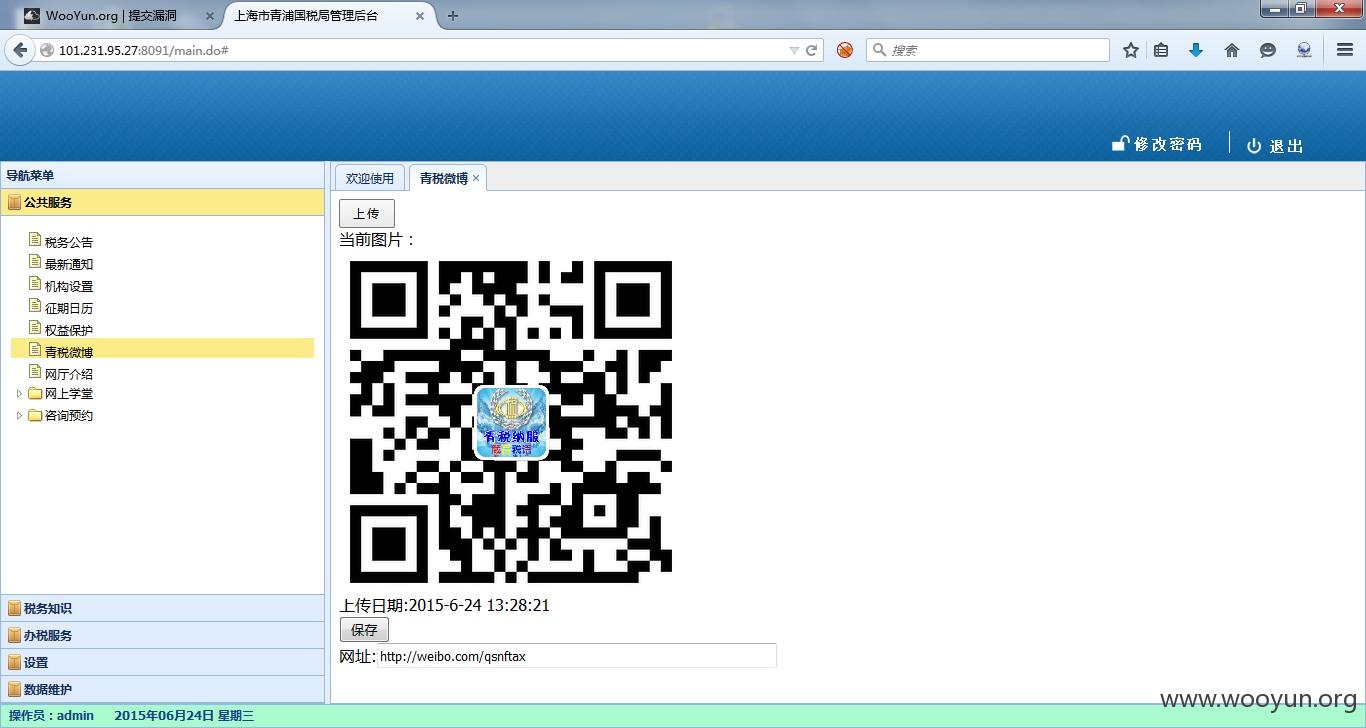 WooYun.org | 提交漏洞
上海市青浦国税局管理后台
101.231.95.27:8091/main.do#
搜索
修改密码
退出
导航菜单
公共服务
税务公告
最新通知
机构设置
征期日历
权益保护
青税微博
网厅介绍
网上学堂
咨询预约
税务知识
办税服务
设置
数据维护
欢迎使用
青税微博
上传
当前图片：
青税纳服
上传日期:2015-6-24 13:28:21
保存
网址:http://weibo.com/qsnftax
操作员：admin 2015年06月24日 星期三
www.wooyun.org